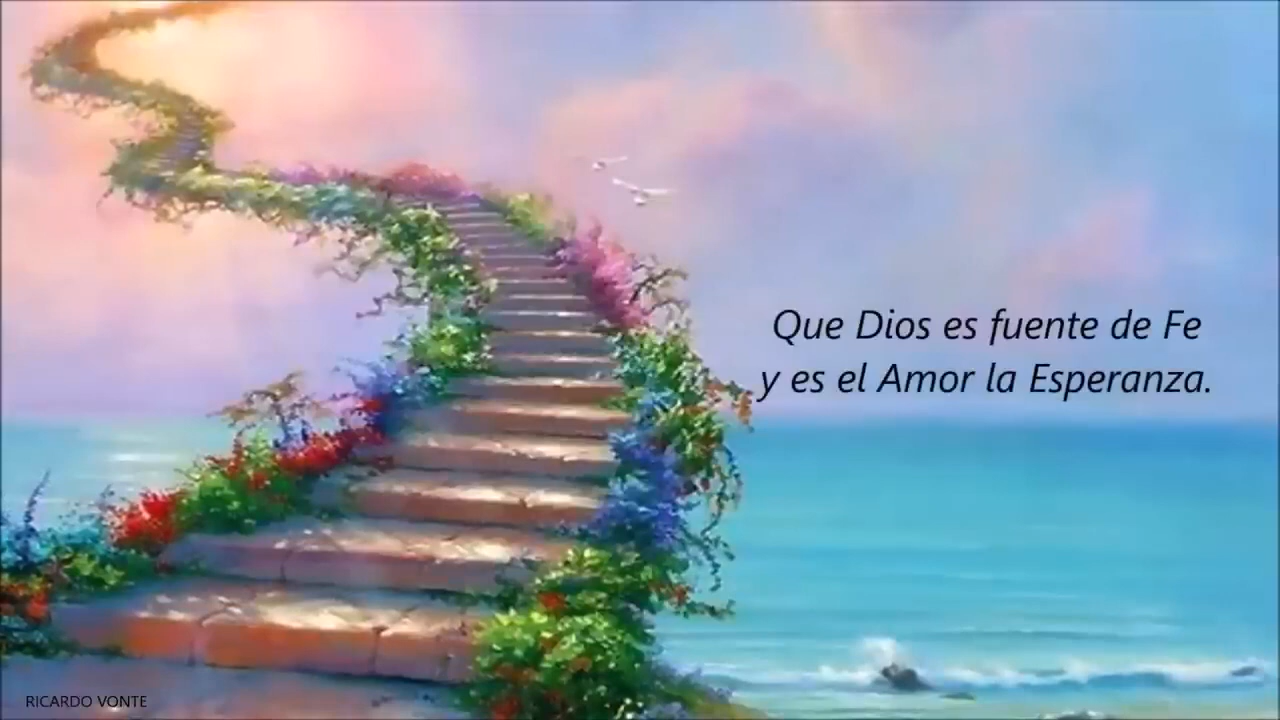 Que Dios es fuente de Fe
y es el Amor la Esperanza.
RICARDO VONTE